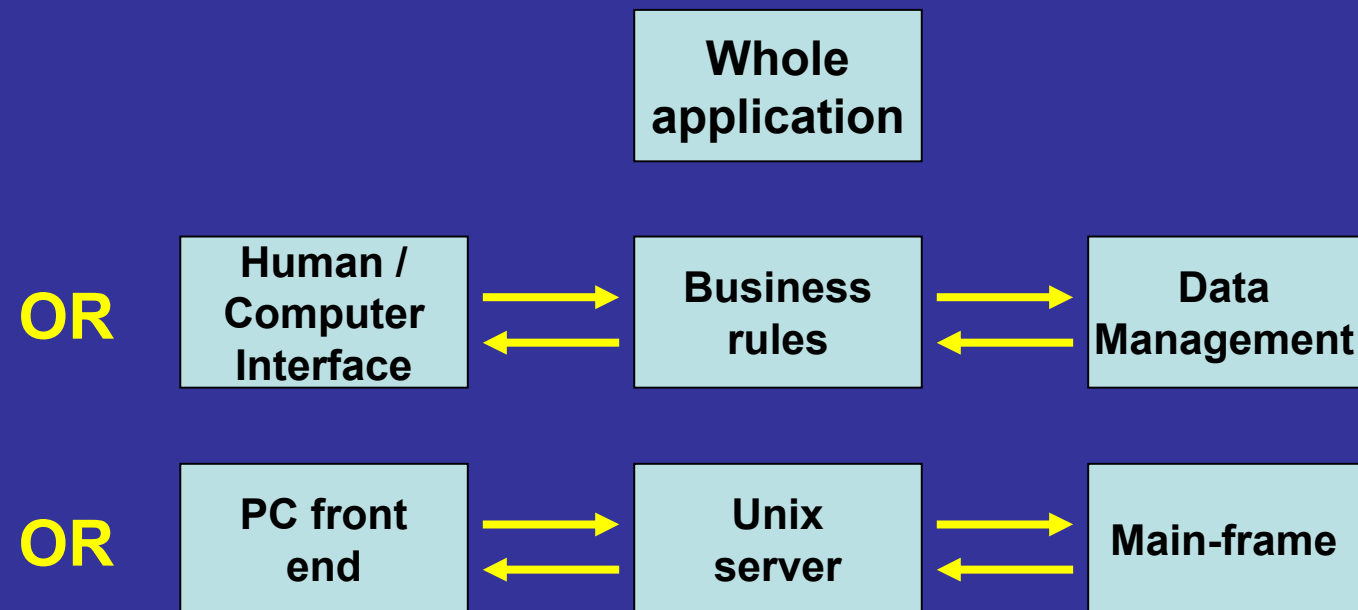 Whole
application
OR
Human /
Computer
Interface
Business
rules
Data
Management
OR
PC front
end
Unix
server
Main-frame